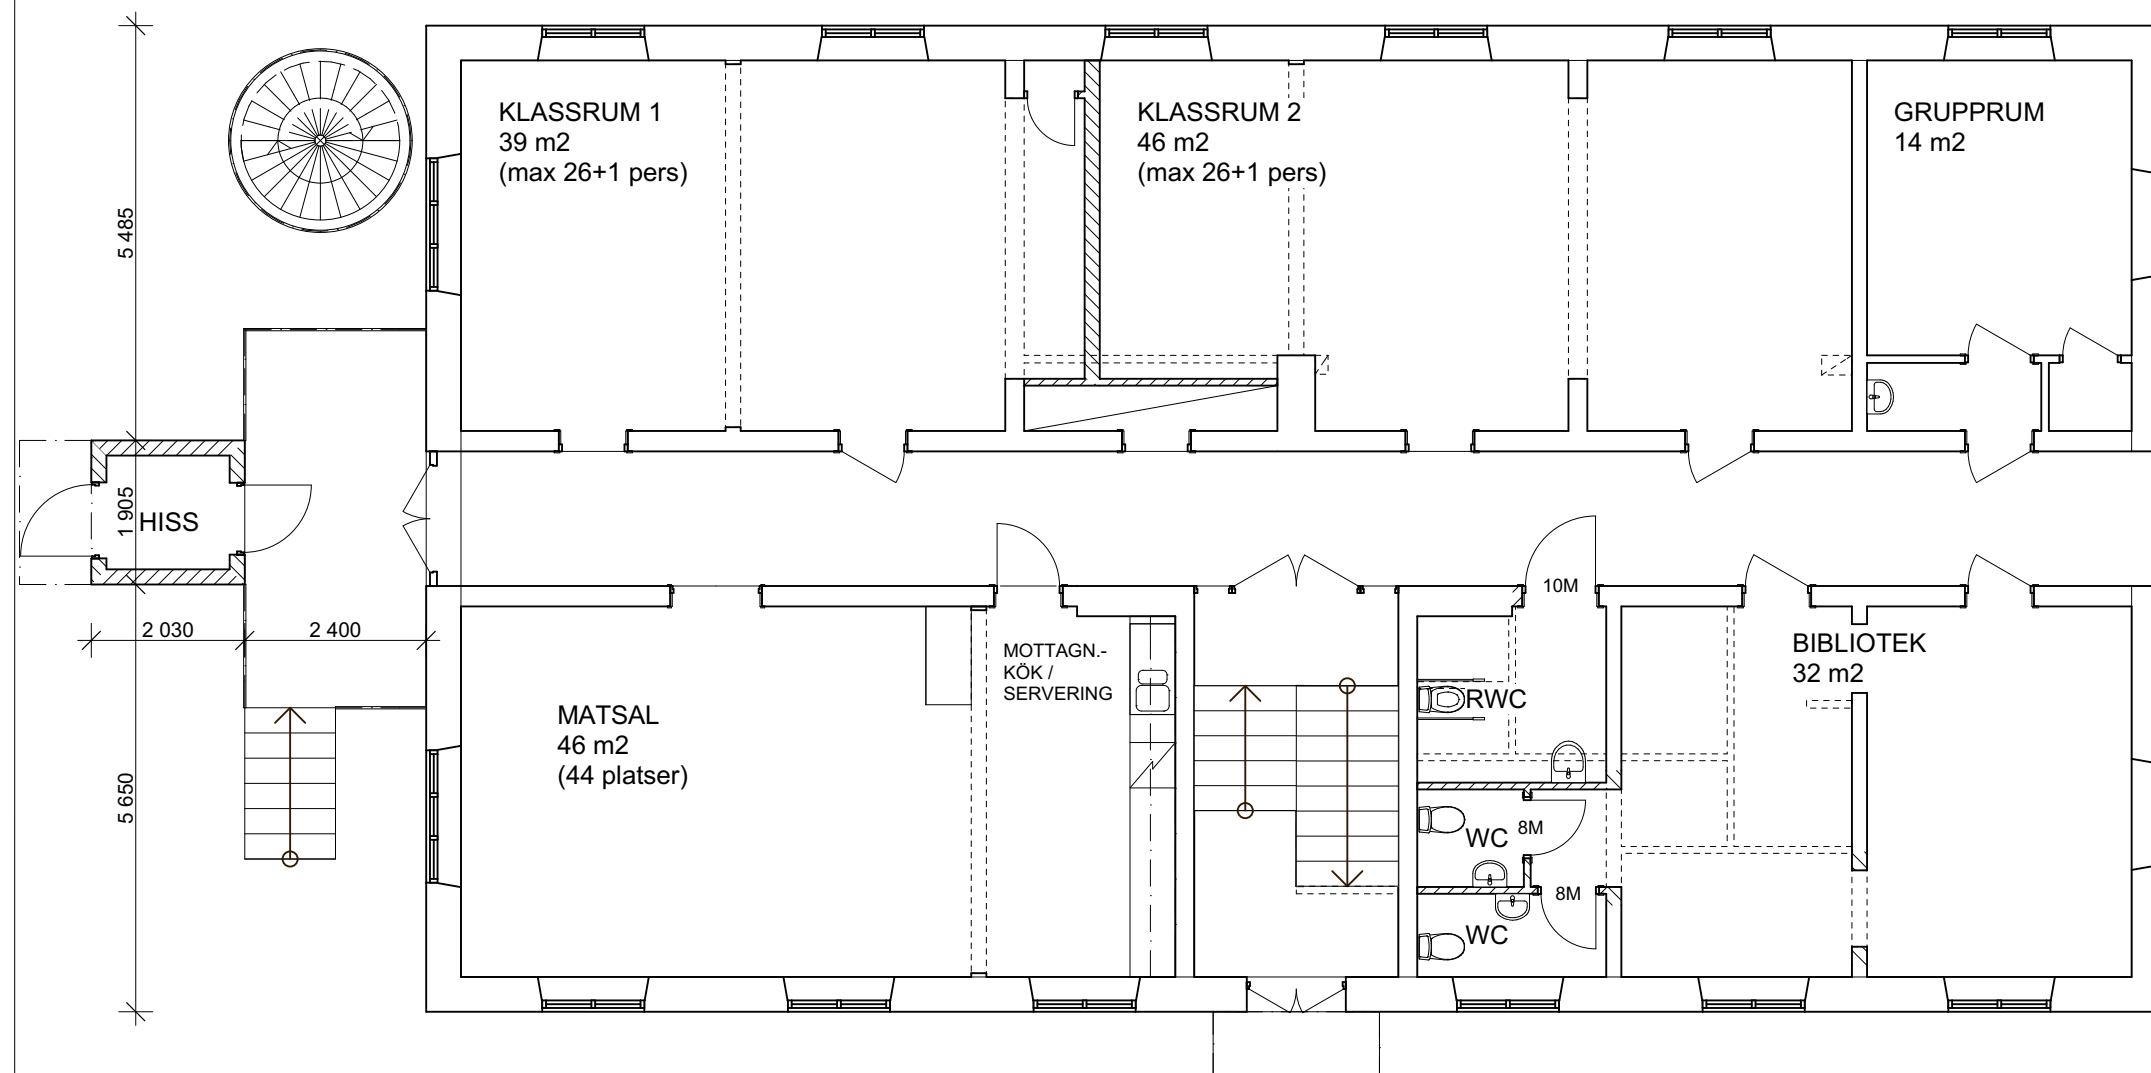 KLASSRUM 1
39 m2
(max 26+1 pers)
KLASSRUM 2
46 m2
(max 26+1 pers)
GRUPPRUM
14 m2
5 485
1 905
HISS
10M
2 030
2 400
MOTTAGN.-
KÖK /
SERVERING
BIBLIOTEK
32 m2
MATSAL
46 m2
(44 platser)
RWC
5 650
WC
8M
8M
WC